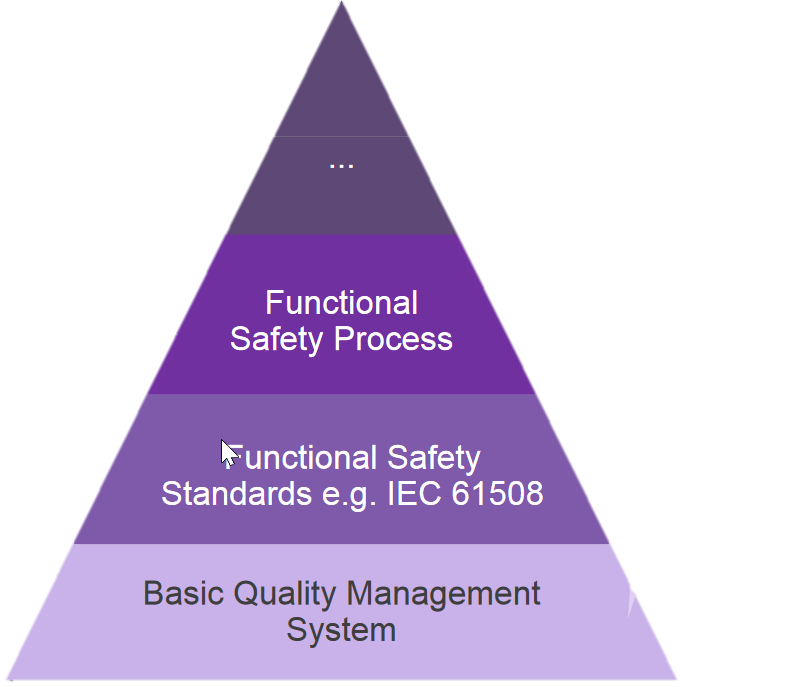 ...
Functional
Safety Process
Functional Safety
Standards e.g. IEC 61508
Basic Quality Management
System